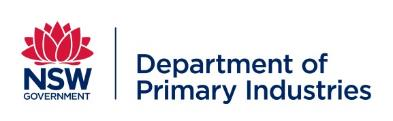 NSW
GOVERNMENT
Department of
Primary Industries